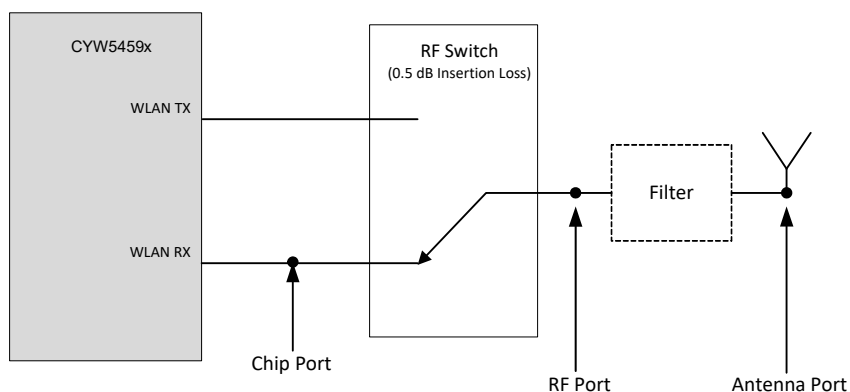 CYW5459x
RF Switch
(0.5 dB Insertion Loss)
WLAN TX
Filter
WLAN RX
Chip Port
RF Port
Antenna Port